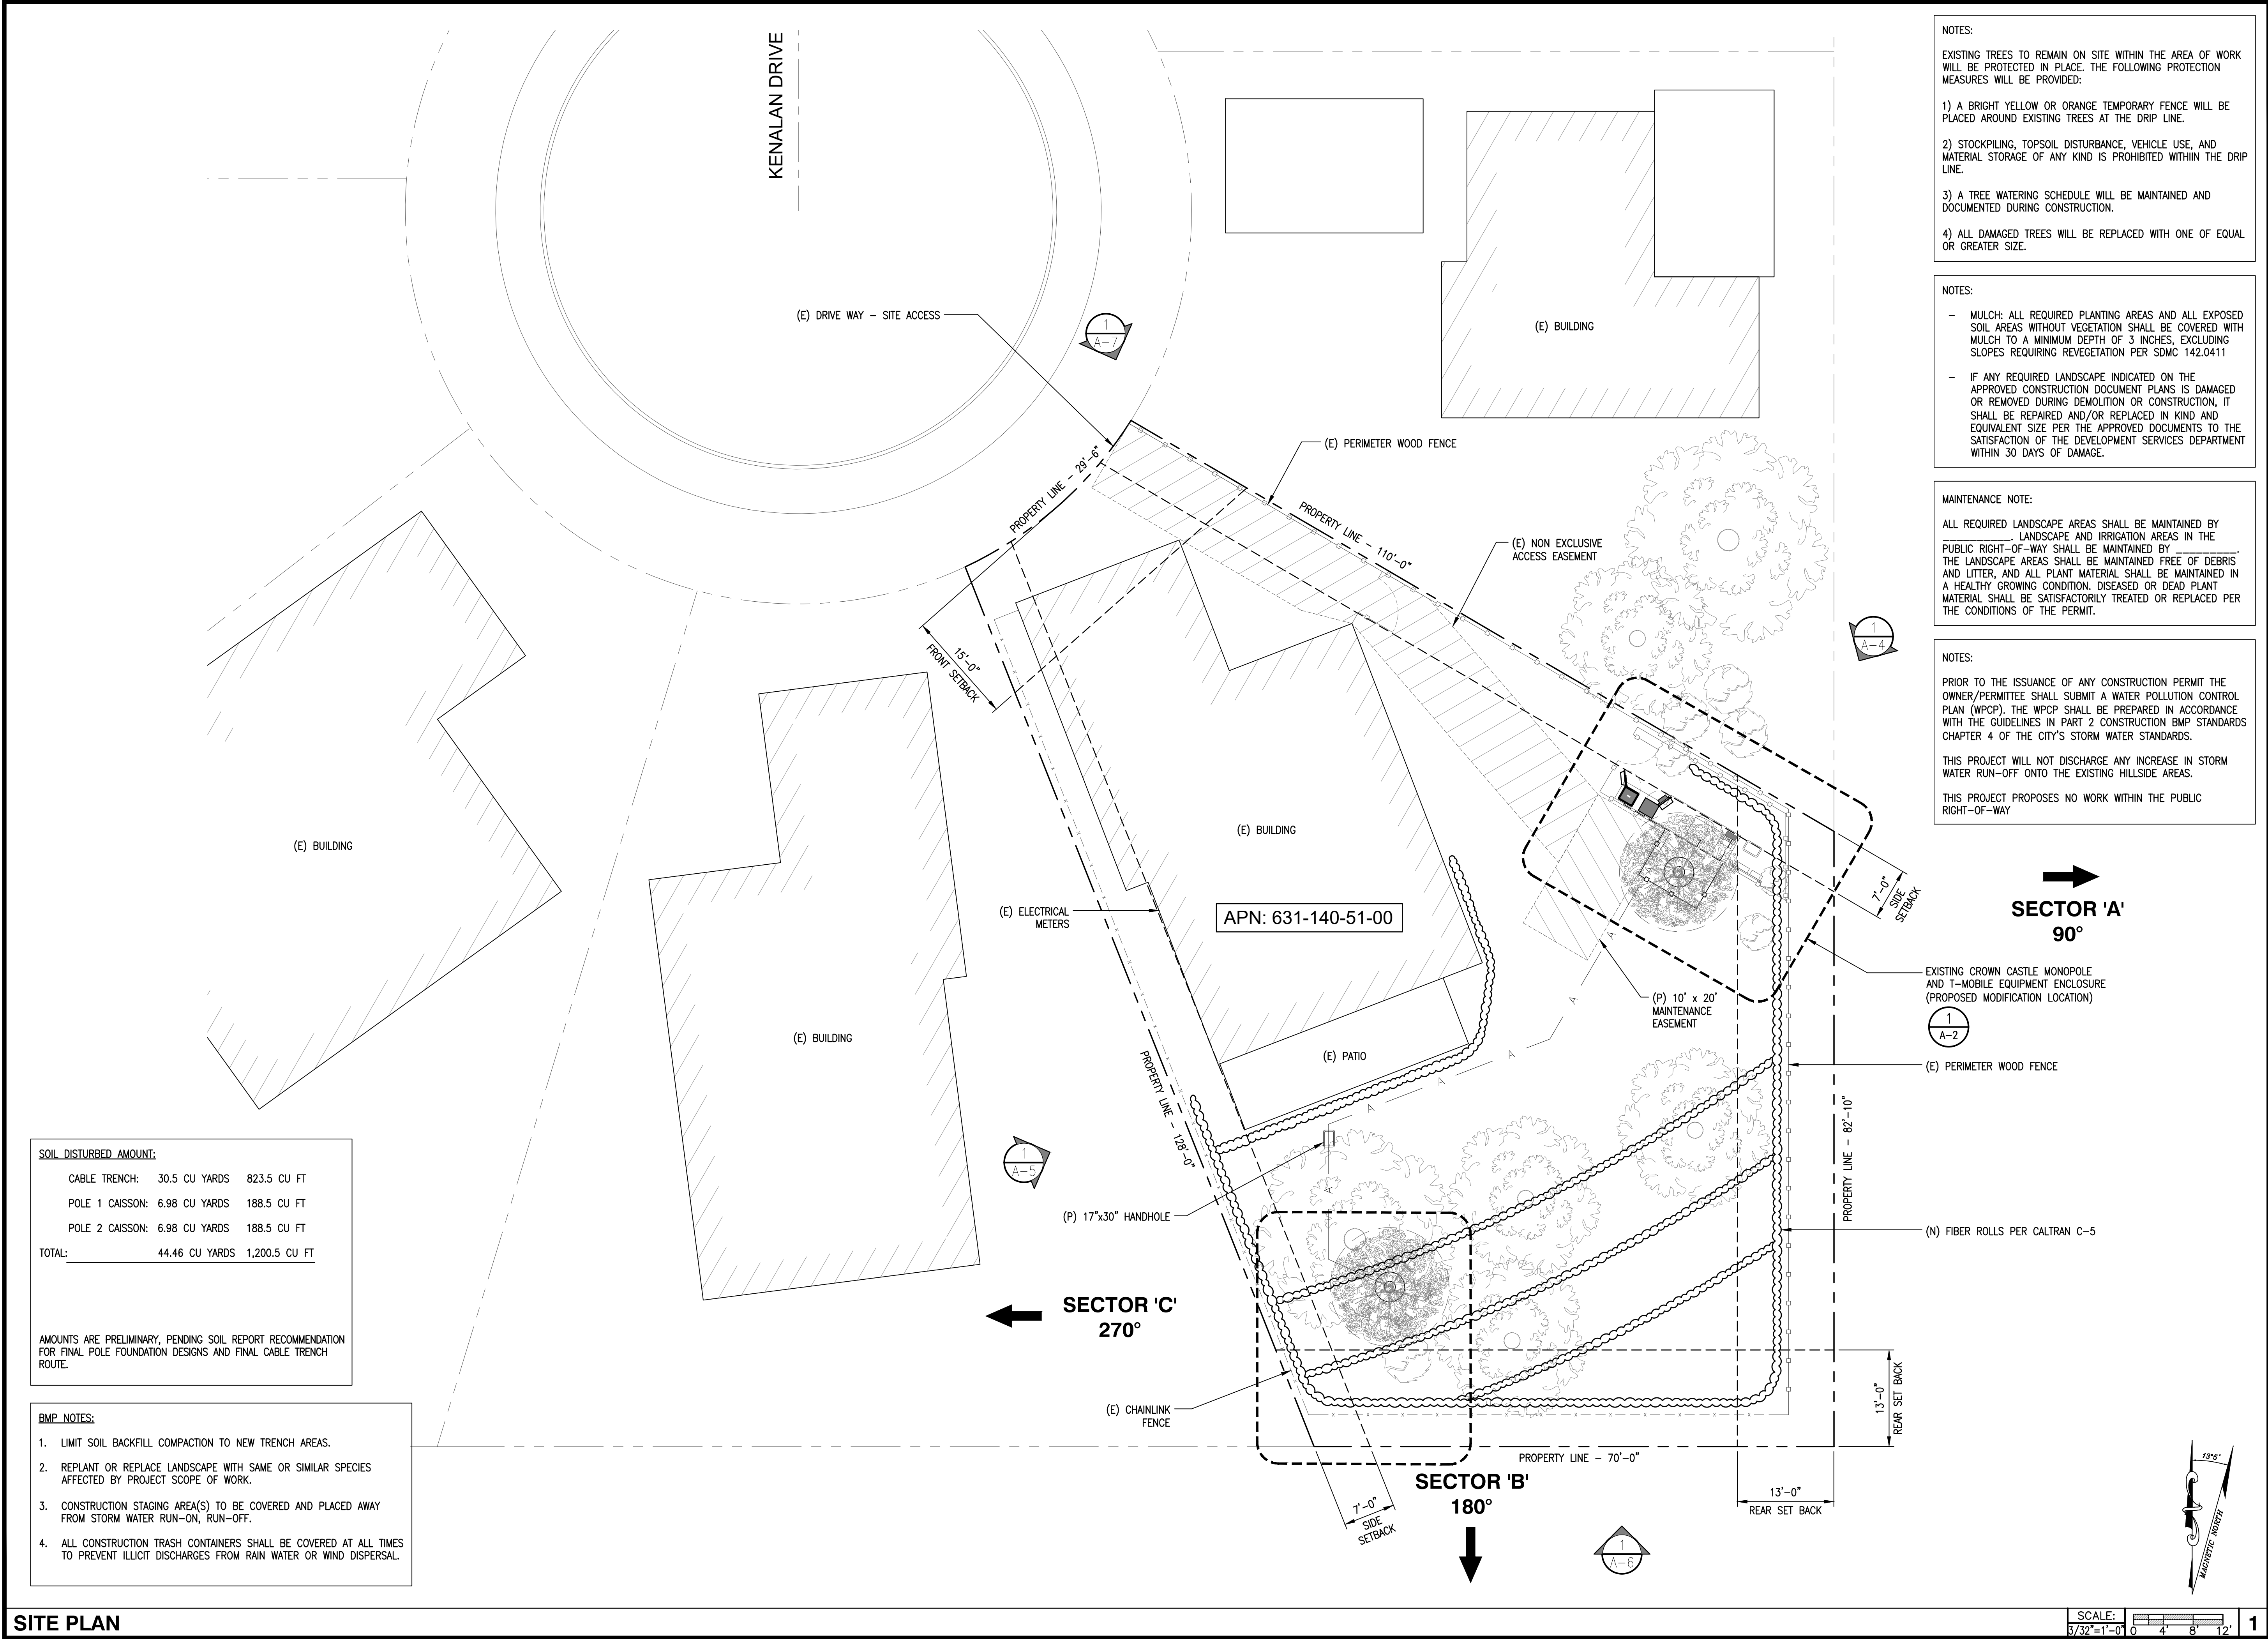 KENALAN DRIVE
(E) DRIVE WAY – SITE ACCESS
1
A-7
(E) BUILDING
(E) PERIMETER WOOD FENCE
PROPERTY LINE - 29'-6"
PROPERTY LINE - 110'-0"
(E) NON EXCLUSIVE
ACCESS EASEMENT
15'-0"
FRONT SETBACK
1
A-4
(E) BUILDING
(E) BUILDING
(E) ELECTRICAL
METERS
APN: 631-140-51-00
7'-0"
SIDE
SETBACK
SECTOR 'A'
90°
EXISTING CROWN CASTLE MONOPOLE
AND T-MOBILE EQUIPMENT ENCLOSURE
(PROPOSED MODIFICATION LOCATION)
1
A-2
(P) 10' x 20'
MAINTENANCE
EASEMENT
A
A
A
A
A
A
(E) BUILDING
(E) PATIO
(E) PERIMETER WOOD FENCE
PROPERTY LINE - 128'-0"
PROPERTY LINE - 82'-10"
1
A-5
(P) 17"x30" HANDHOLE
(N) FIBER ROLLS PER CALTRAN C-5
SECTOR 'C'
270°
(E) CHAINLINK
FENCE
13'-0"
REAR SET BACK
PROPERTY LINE - 70'-0"
SECTOR 'B'
180°
7'-0"
SIDE
SETBACK
13'-0"
REAR SET BACK
1
A-6
NOTES:
EXISTING TREES TO REMAIN ON SITE WITHIN THE AREA OF WORK
WILL BE PROTECTED IN PLACE. THE FOLLOWING PROTECTION
MEASURES WILL BE PROVIDED:
1) A BRIGHT YELLOW OR ORANGE TEMPORARY FENCE WILL BE
PLACED AROUND EXISTING TREES AT THE DRIP LINE.
2) STOCKPILING, TOPSOIL DISTURBANCE, VEHICLE USE, AND
MATERIAL STORAGE OF ANY KIND IS PROHIBITED WITHIN THE DRIP
LINE.
3) A TREE WATERING SCHEDULE WILL BE MAINTAINED AND
DOCUMENTED DURING CONSTRUCTION.
4) ALL DAMAGED TREES WILL BE REPLACED WITH ONE OF EQUAL
OR GREATER SIZE.
NOTES:
– MULCH: ALL REQUIRED PLANTING AREAS AND ALL EXPOSED
SOIL AREAS WITHOUT VEGETATION SHALL BE COVERED WITH
MULCH TO A MINIMUM DEPTH OF 3 INCHES, EXCLUDING
SLOPES REQUIRING REVEGETATION PER SDMC 142.0411
– IF ANY REQUIRED LANDSCAPE INDICATED ON THE
APPROVED CONSTRUCTION DOCUMENT PLANS IS DAMAGED
OR REMOVED DURING DEMOLITION OR CONSTRUCTION, IT
SHALL BE REPAIRED AND/OR REPLACED IN KIND AND
EQUIVALENT SIZE PER THE APPROVED DOCUMENTS TO THE
SATISFACTION OF THE DEVELOPMENT SERVICES DEPARTMENT
WITHIN 30 DAYS OF DAMAGE.
MAINTENANCE NOTE:
ALL REQUIRED LANDSCAPE AREAS SHALL BE MAINTAINED BY
__________. LANDSCAPE AND IRRIGATION AREAS IN THE
PUBLIC RIGHT-OF-WAY SHALL BE MAINTAINED BY _________.
THE LANDSCAPE AREAS SHALL BE MAINTAINED FREE OF DEBRIS
AND LITTER, AND ALL PLANT MATERIAL SHALL BE MAINTAINED IN
A HEALTHY GROWING CONDITION. DISEASED OR DEAD PLANT
MATERIAL SHALL BE SATISFACTORILY TREATED OR REPLACED PER
THE CONDITIONS OF THE PERMIT.
NOTES:
PRIOR TO THE ISSUANCE OF ANY CONSTRUCTION PERMIT THE
OWNER/PERMITTEE SHALL SUBMIT A WATER POLLUTION CONTROL
PLAN (WPCP). THE WPCP SHALL BE PREPARED IN ACCORDANCE
WITH THE GUIDELINES IN PART 2 CONSTRUCTION BMP STANDARDS
CHAPTER 4 OF THE CITY'S STORM WATER STANDARDS.
THIS PROJECT WILL NOT DISCHARGE ANY INCREASE IN STORM
WATER RUN-OFF ONTO THE EXISTING HILLSIDE AREAS.
THIS PROJECT PROPOSES NO WORK WITHIN THE PUBLIC
RIGHT-OF-WAY
SOIL DISTURBED AMOUNT:
CABLE TRENCH: 30.5 CU YARDS 823.5 CU FT
POLE 1 CAISSON: 6.98 CU YARDS 188.5 CU FT
POLE 2 CAISSON: 6.98 CU YARDS 188.5 CU FT
TOTAL: 44.46 CU YARDS 1,200.5 CU FT
AMOUNTS ARE PRELIMINARY, PENDING SOIL REPORT RECOMMENDATION
FOR FINAL POLE FOUNDATION DESIGNS AND FINAL CABLE TRENCH
ROUTE.
BMP NOTES:
1. LIMIT SOIL BACKFILL COMPACTION TO NEW TRENCH AREAS.
2. REPLANT OR REPLACE LANDSCAPE WITH SAME OR SIMILAR SPECIES
AFFECTED BY PROJECT SCOPE OF WORK.
3. CONSTRUCTION STAGING AREA(S) TO BE COVERED AND PLACED AWAY
FROM STORM WATER RUN-ON, RUN-OFF.
4. ALL CONSTRUCTION TRASH CONTAINERS SHALL BE COVERED AT ALL TIMES
TO PREVENT ILLICIT DISCHARGES FROM RAIN WATER OR WIND DISPERSAL.
13°5'
MAGNETIC NORTH
SITE PLAN
SCALE:
3/32"=1'-0"
0 4' 8' 12'
1